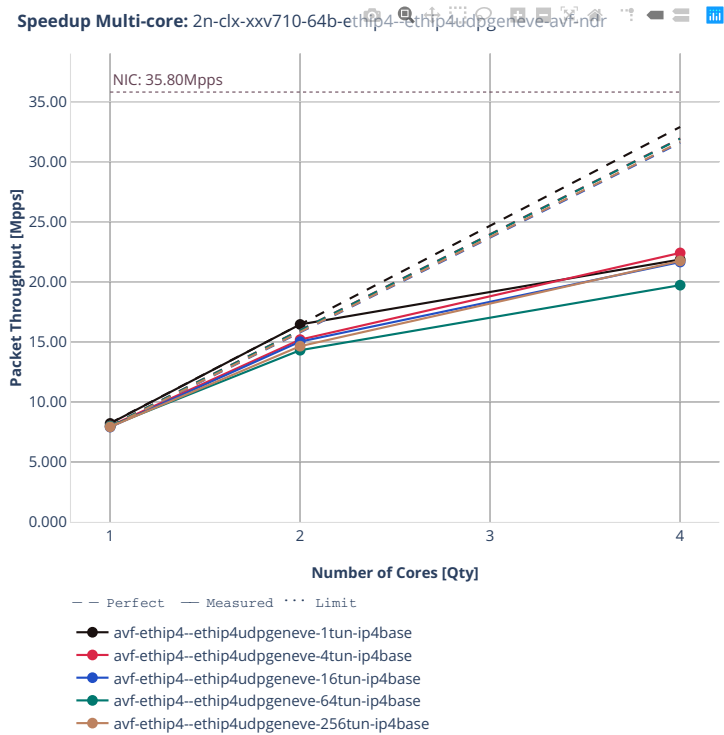 Speedup Multi-core: 2n-clx-xxv710-64b-ethip4--ethip4udpgeneve-avf-ndr
NIC: 35.80Mpps
35.00
30.00
25.00
20.00
15.00
10.00
5.000
0.000
Packet Throughput [Mpps]
1 2 3 4
Number of Cores [Qty]
Perfect Measured Limit
avf-ethip4--ethip4udpgeneve-1tun-ip4base
avf-ethip4--ethip4udpgeneve-4tun-ip4base
avf-ethip4--ethip4udpgeneve-16tun-ip4base
avf-ethip4--ethip4udpgeneve-64tun-ip4base
avf-ethip4--ethip4udpgeneve-256tun-ip4base